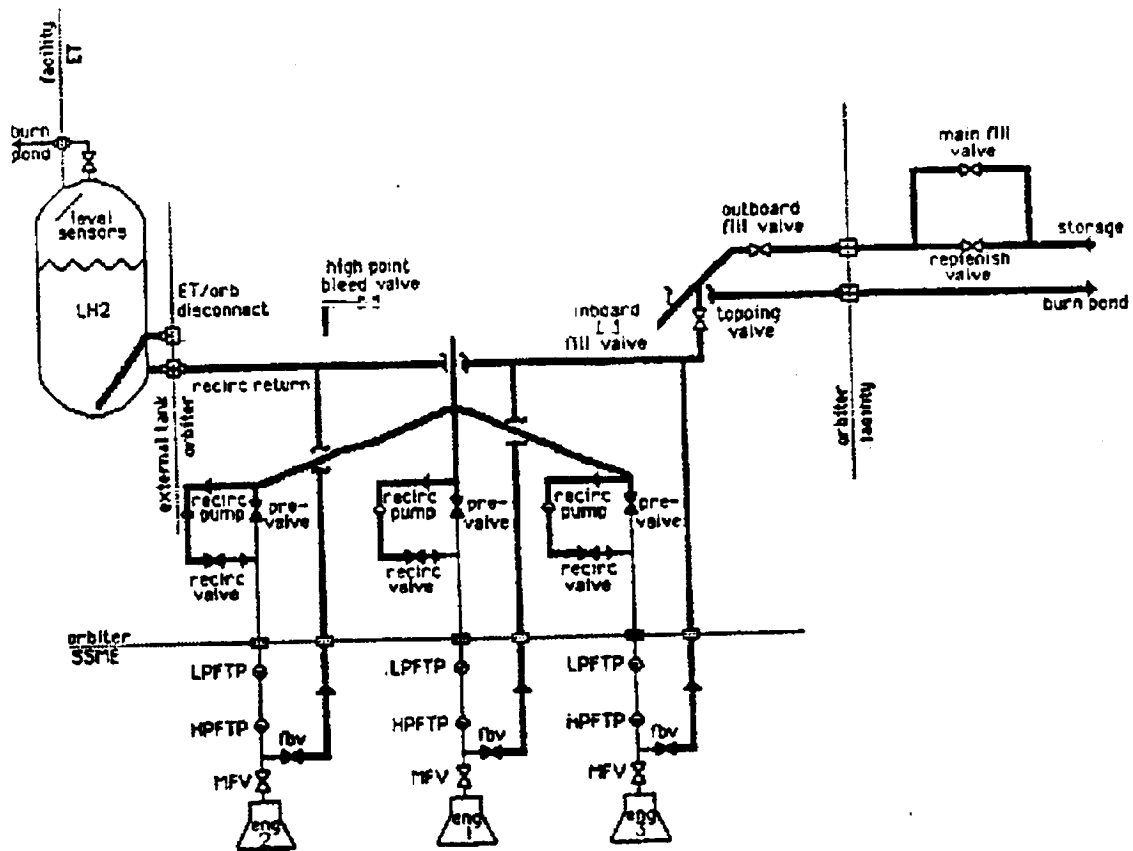 facility
ET
burn
pond
level
sensors
LH2
ET/orb
disconnect
high point
bleed valve
recirc return
external tank
orbiter
inboard
fill valve
topping
valve
outboard
fill valve
main fill
valve
replenish
valve
storage
burn pond
orbiter
facility
recirc
pump
pre-
valve
recirc
valve
recirc
pump
pre-
valve
recirc
valve
recirc
pump
pre-
valve
recirc
valve
orbiter
SSME
LPFTP
HPFTP
fbv
MFV
eng
2
LPFTP
HPFTP
fbv
MFV
eng
1
LPFTP
HPFTP
fbv
MFV
eng
3